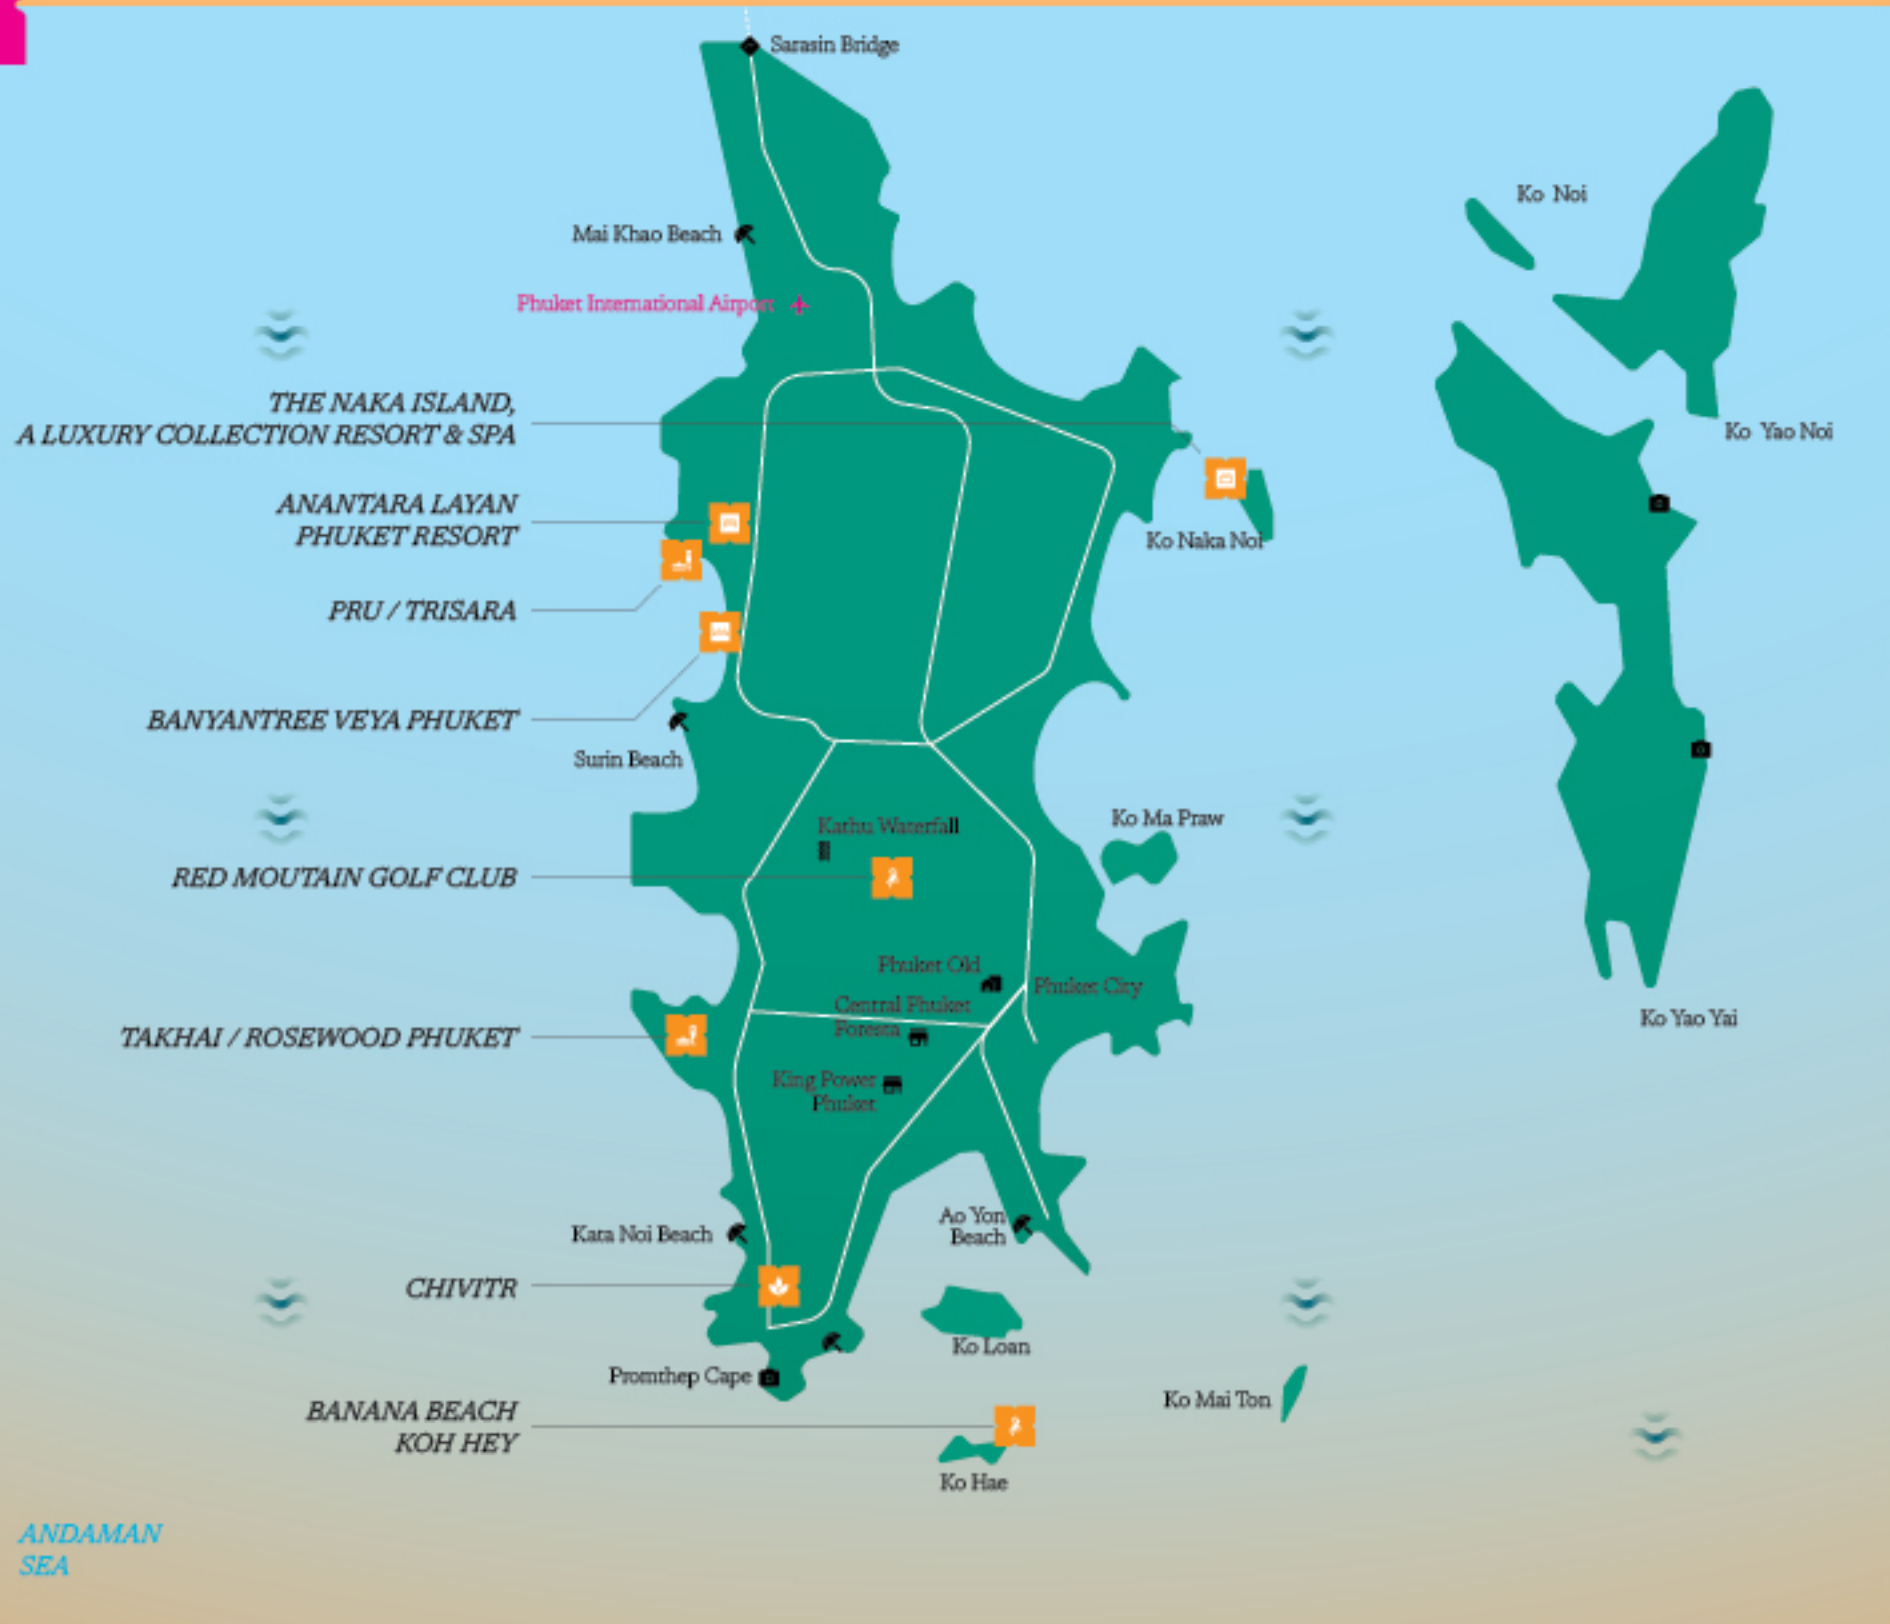 Sarasin Bridge
Ko Noi
Mai Khao Beach
Phuket International Airport
THE NAKA ISLAND,
A LUXURY COLLECTION RESORT & SPA
Ko Yao Noi
ANANTARA LAYAN
PHUKET RESORT
Ko Naka Noi
PRU / TRISARA
BANYANTREE VEYA PHUKET
Surin Beach
Ko Ma Praw
Kathu Waterfall
RED MOUTAIN GOLF CLUB
Phuket Old
Phuket City
Central Phuket
Foresta
Ko Yao Yai
TAKHAI / ROSEWOOD PHUKET
King Power
Phuket
Ao Yon
Beach
Kata Noi Beach
CHIVITR
Ko Loan
Promthep Cape
Ko Mai Ton
BANANA BEACH
KOH HEY
Ko Hae
ANDAMAN
SEA